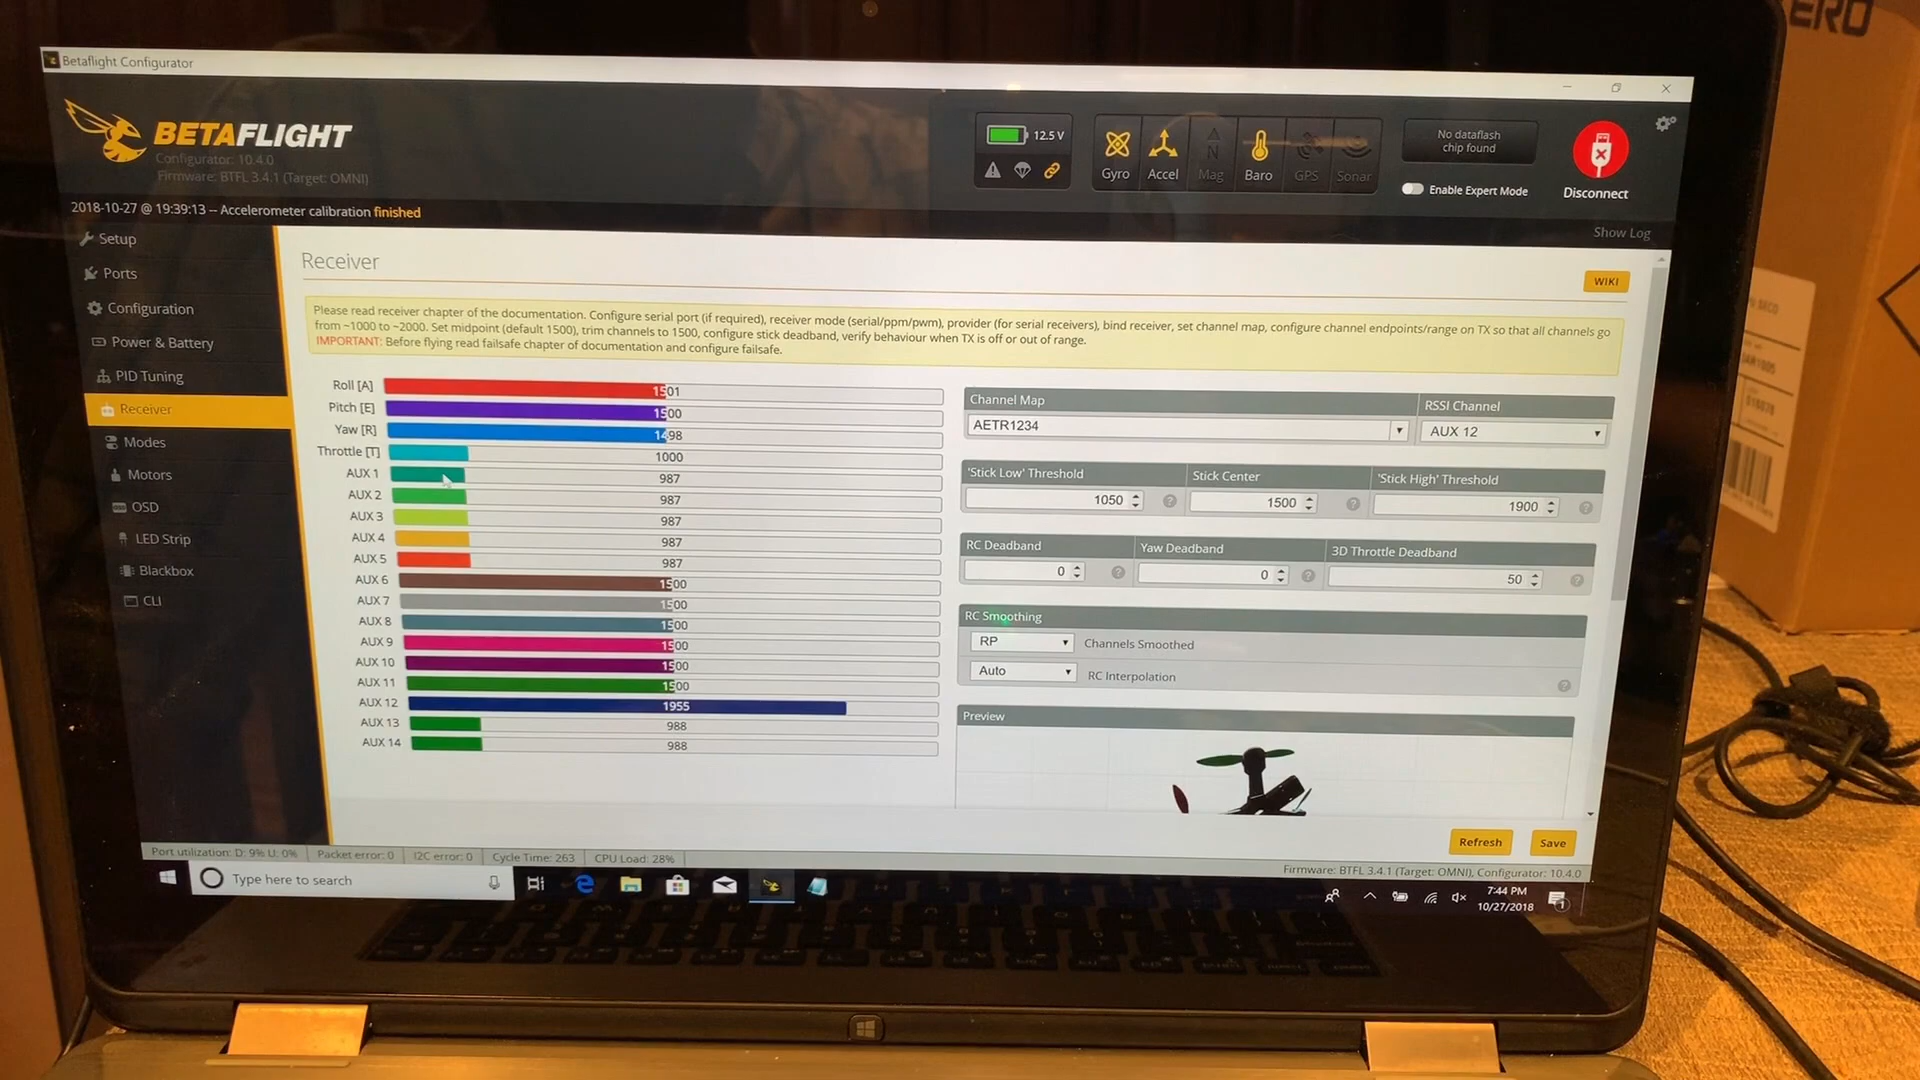 ERO
Betaflight Configurator
BETAFLIGHT
Configurator: 10.4.0
Firmware: BTFL 3.4.1 (Target: OMNI)
12.5 V
Gyro
Accel
Mag
Baro
GPS
Sonar
No dataflash
chip found
Enable Expert Mode
Disconnect
2018-10-27 @ 19:39:13 -- Accelerometer calibration finished
Show Log
Setup
Ports
Configuration
Power & Battery
PID Tuning
Receiver
Modes
Motors
OSD
LED Strip
Blackbox
CLI
Receiver
WIKI
Please read receiver chapter of the documentation. Configure serial port (if required), receiver mode (serial/ppm/pwm), provider (for serial receivers), bind receiver, set channel map, configure channel endpoints/range on TX so that all channels go
from ~1000 to ~2000. Set midpoint (default 1500), trim channels to 1500, configure stick deadband, verify behaviour when TX is off or out of range.
IMPORTANT: Before flying read failsafe chapter of documentation and configure failsafe.
Roll [A] 1501
Pitch [E] 1500
Yaw [R] 1498
Throttle [T] 1000
AUX 1 987
AUX 2 987
AUX 3 987
AUX 4 987
AUX 5 987
AUX 6 1500
AUX 7 1500
AUX 8 1500
AUX 9 1500
AUX 10 1500
AUX 11 1500
AUX 12 1955
AUX 13 988
AUX 14 988
Channel Map
RSSI Channel
AETR1234
AUX 12
'Stick Low' Threshold
Stick Center
'Stick High' Threshold
1050
1500
1900
RC Deadband
Yaw Deadband
3D Throttle Deadband
0
0
50
RC Smoothing
RP
Channels Smoothed
Auto
RC Interpolation
Preview
Refresh
Save
Port utilization: D: 9% U: 0%
Packet error: 0
I2C error: 0
Cycle Time: 263
CPU Load: 28%
Firmware: BTFL 3.4.1 (Target: OMNI), Configurator: 10.4.0
Type here to search
7:44 PM
10/27/2018
1